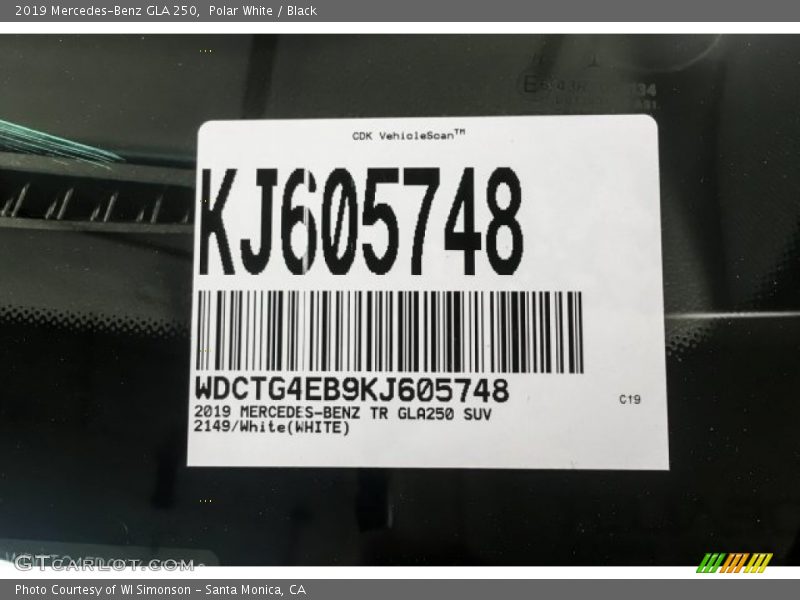 2019 Mercedes-Benz GLA 250, Polar White / Black
CDK VehicleScan™
KJ605748
WDCTG4EB9KJ605748
2019 MERCEDES-BENZ TR GLA250 SUV
2149/White(WHITE)
C19
GTCARLOT.COM
Photo Courtesy of WI Simonson - Santa Monica, CA